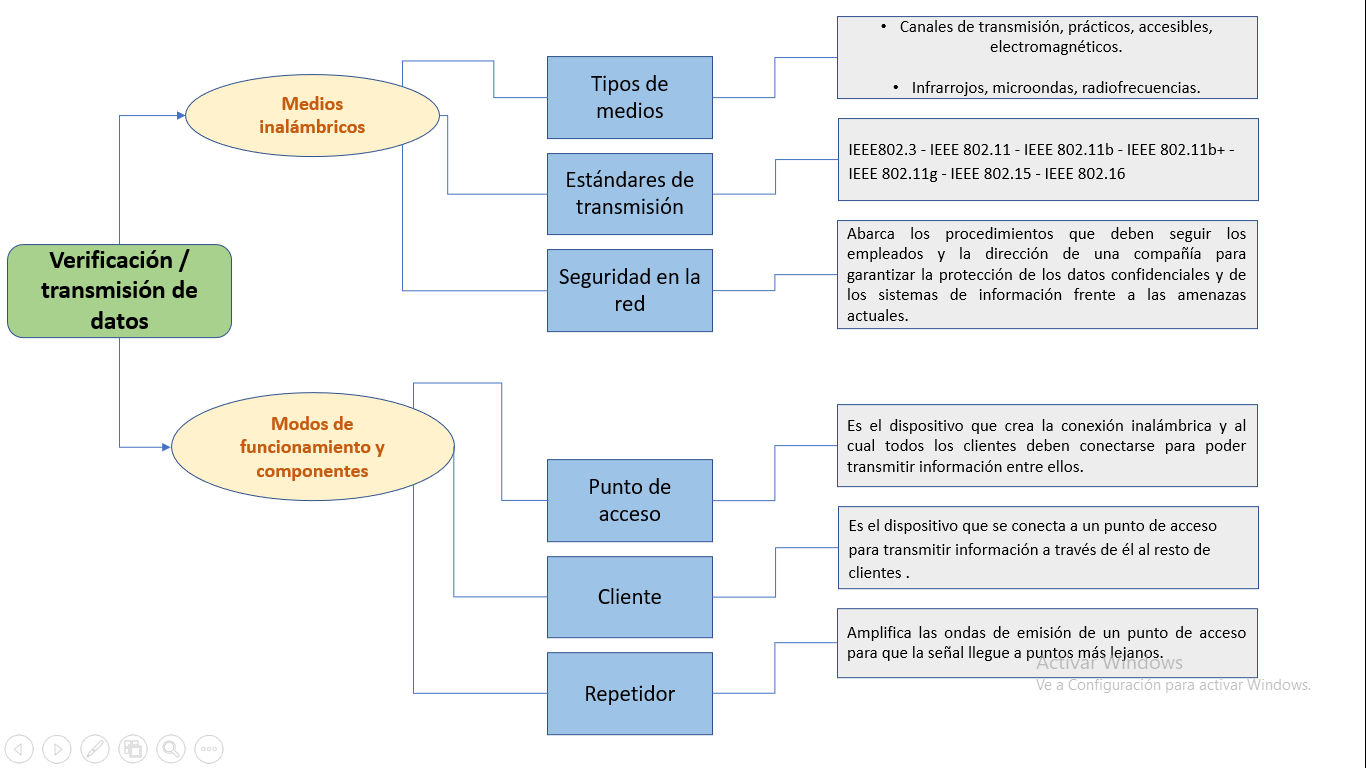 Verificación /
transmisión de
datos
Medios
inalámbricos
Tipos de
medios
• Canales de transmisión, prácticos, accesibles,
electromagnéticos.
• Infrarrojos, microondas, radiofrecuencias.
Estándares de
transmisión
IEEE802.3 - IEEE 802.11 - IEEE 802.11b - IEEE 802.11b+ -
IEEE 802.11g - IEEE 802.15 - IEEE 802.16
Seguridad en la
red
Abarca los procedimientos que deben seguir los
empleados y la dirección de una compañía para
garantizar la protección de los datos confidenciales y de
los sistemas de información frente a las amenazas
actuales.
Modos de
funcionamiento y
componentes
Punto de
acceso
Es el dispositivo que crea la conexión inalámbrica y al
cual todos los clientes deben conectarse para poder
transmitir información entre ellos.
Cliente
Es el dispositivo que se conecta a un punto de acceso
para transmitir información a través de él al resto de
clientes .
Repetidor
Amplifica las ondas de emisión de un punto de acceso
para que la señal llegue a puntos más lejanos.
Activar Windows
Ve a Configuración para activar Windows.